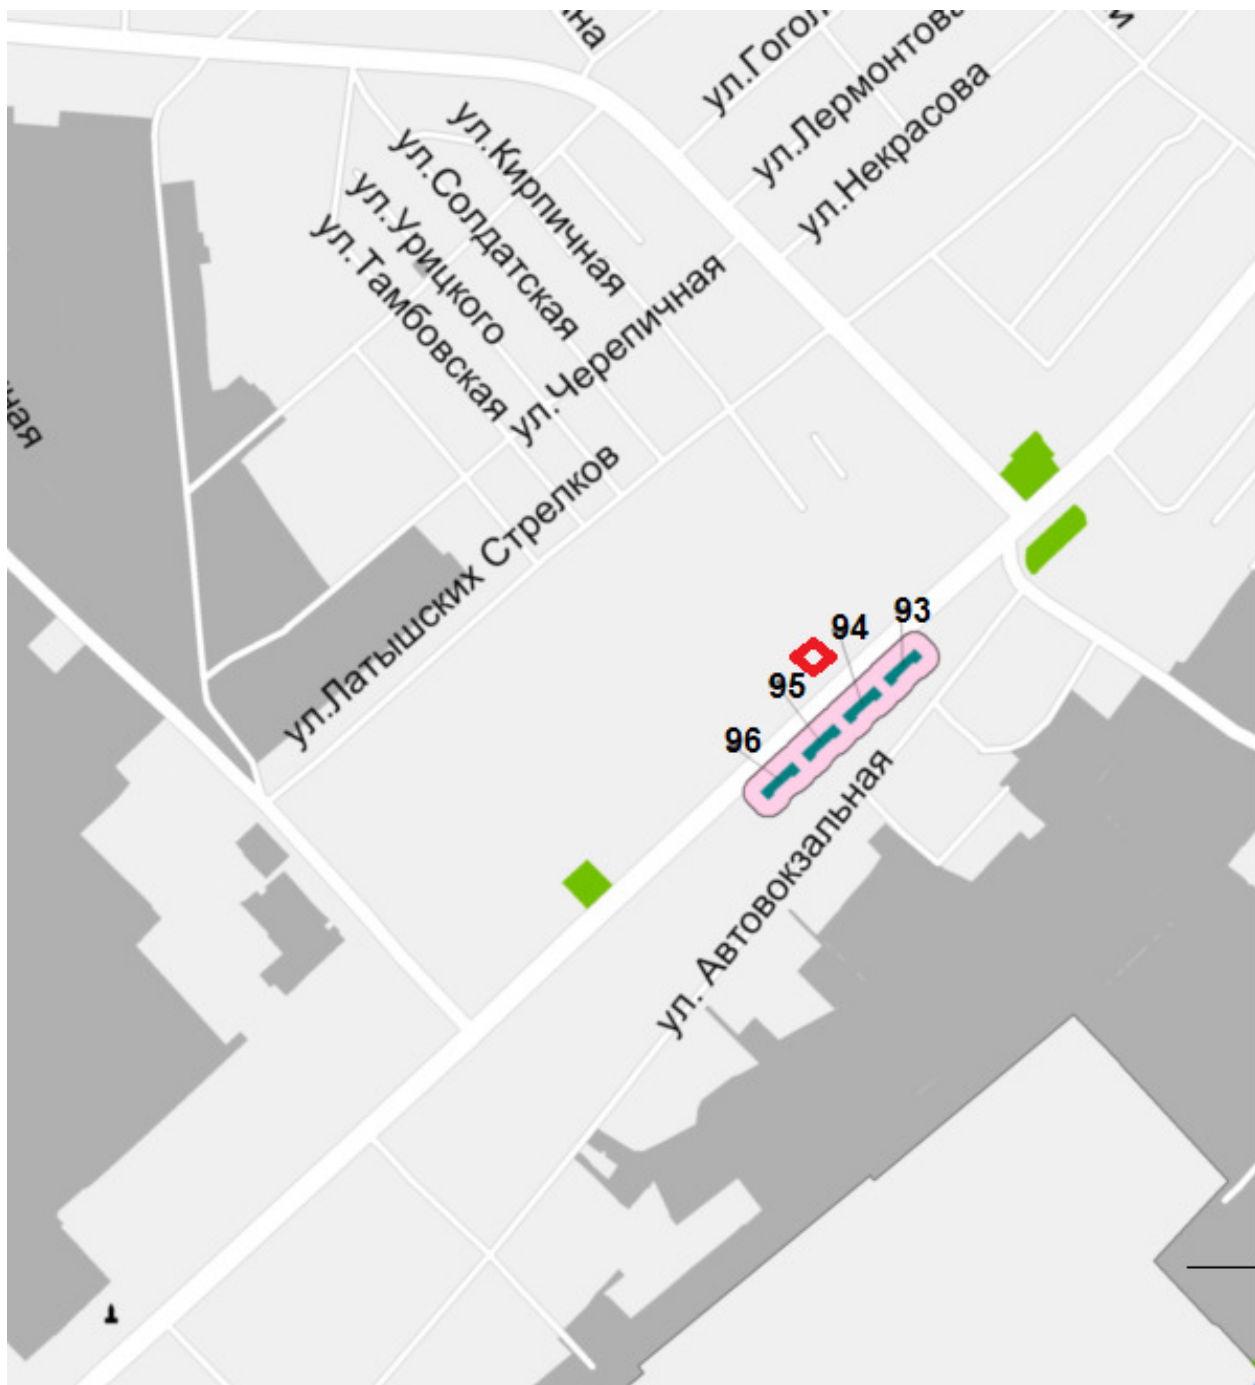 ул.Гогол
ул.Лермонтова
ул.Некрасова
ул.Кирпичная
ул.Солдатская
ул.Урицкого
ул.Тамбовская
ул.Черепичная
ул.Латышских Стрелков
93
94
95
96
ул. Автовокзальная